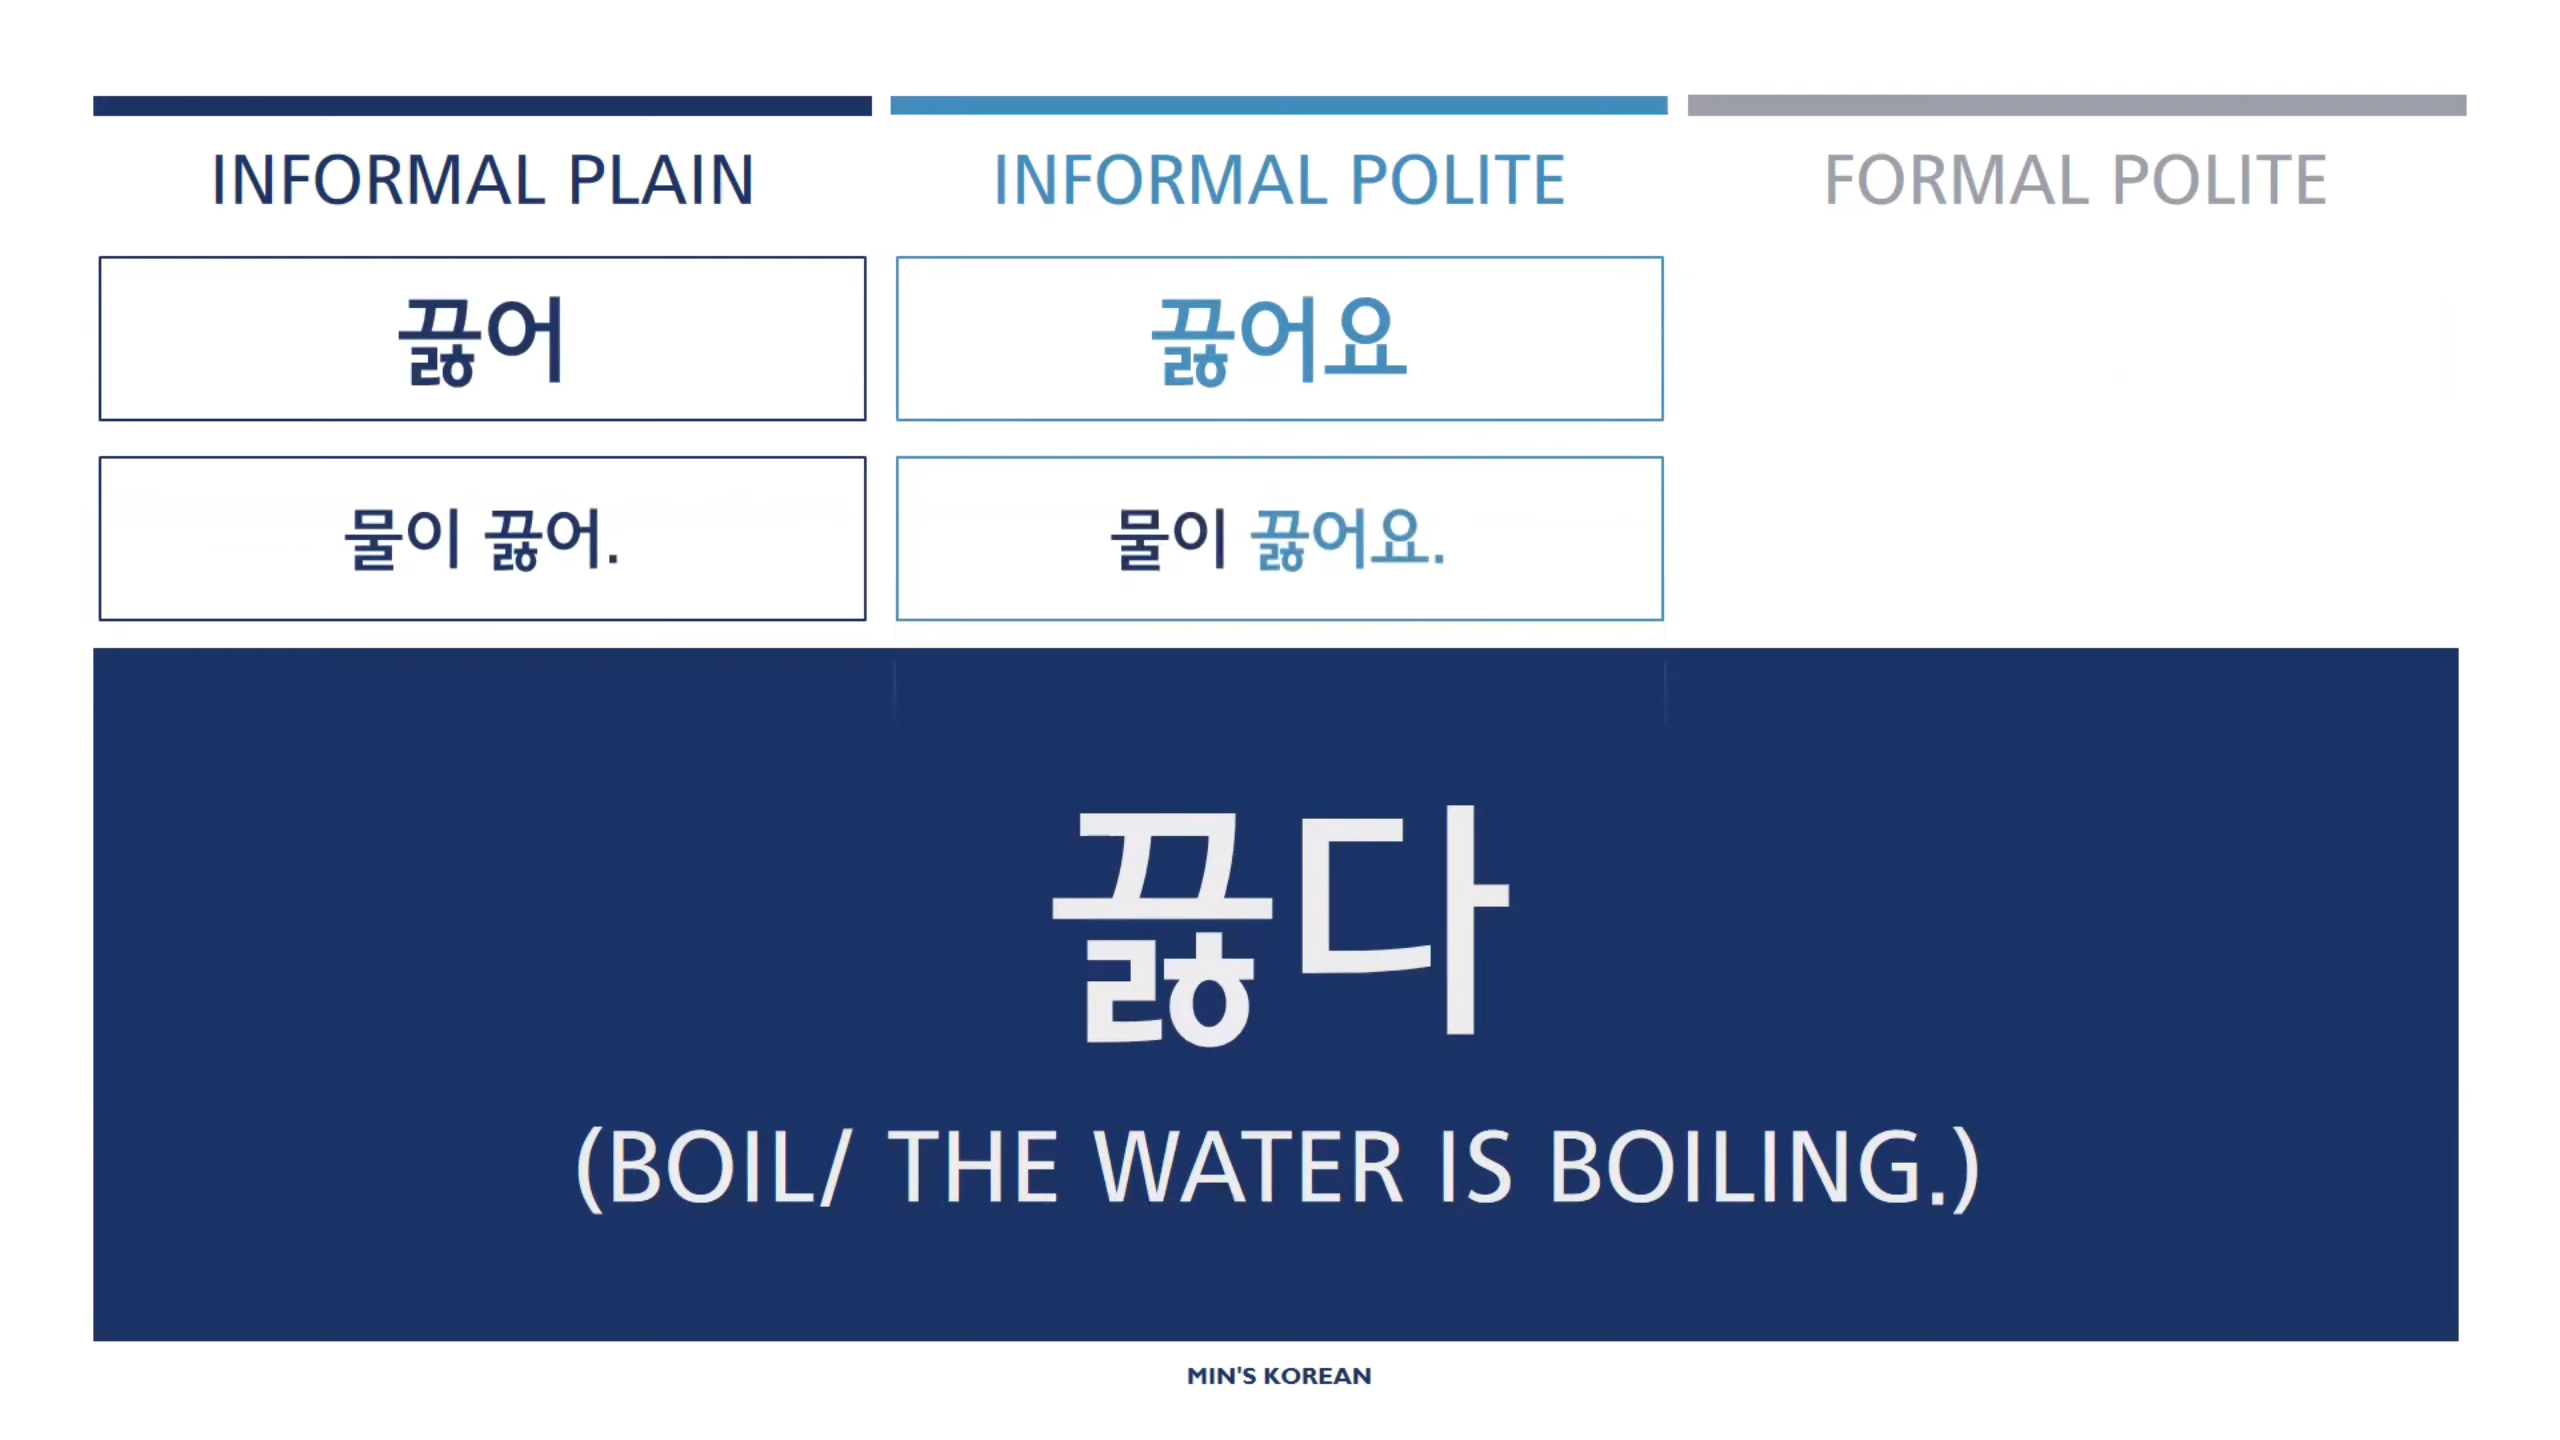 INFORMAL PLAIN
INFORMAL POLITE
FORMAL POLITE
끓어
끓어요
물이 끓어.
물이 끓어요.
끓다
(BOIL/ THE WATER IS BOILING.)
MIN'S KOREAN